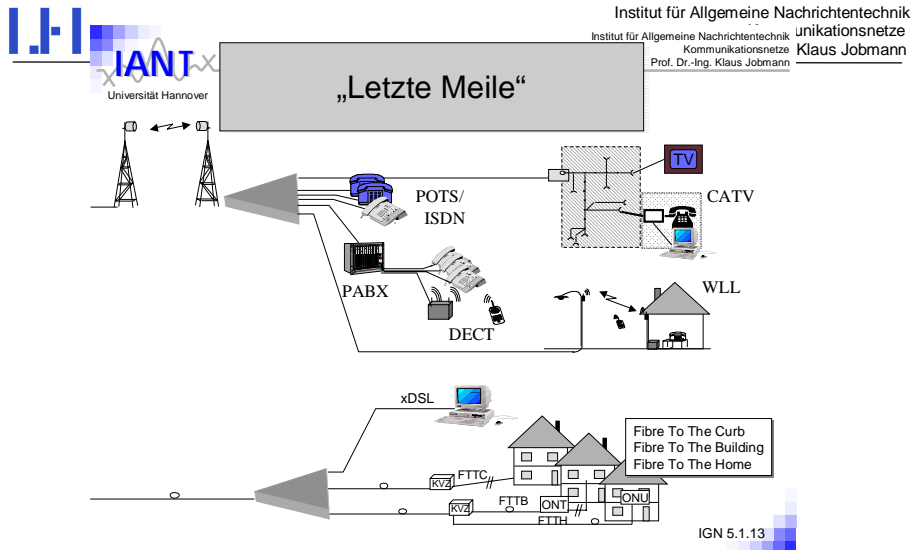 Institut für Allgemeine Nachrichtentechnik
unikationsnetze
Klaus Jobmann
Institut für Allgemeine Nachrichtentechnik
Kommunikationsnetze
Prof. Dr.-Ing. Klaus Jobmann
IANT
Universität Hannover
„Letzte Meile“
TV
POTS/
ISDN
CATV
PABX
DECT
WLL
xDSL
Fibre To The Curb
Fibre To The Building
Fibre To The Home
KVZ
FTTC
KVZ
FTTB
ONT
ONU
FTTH
IGN 5.1.13